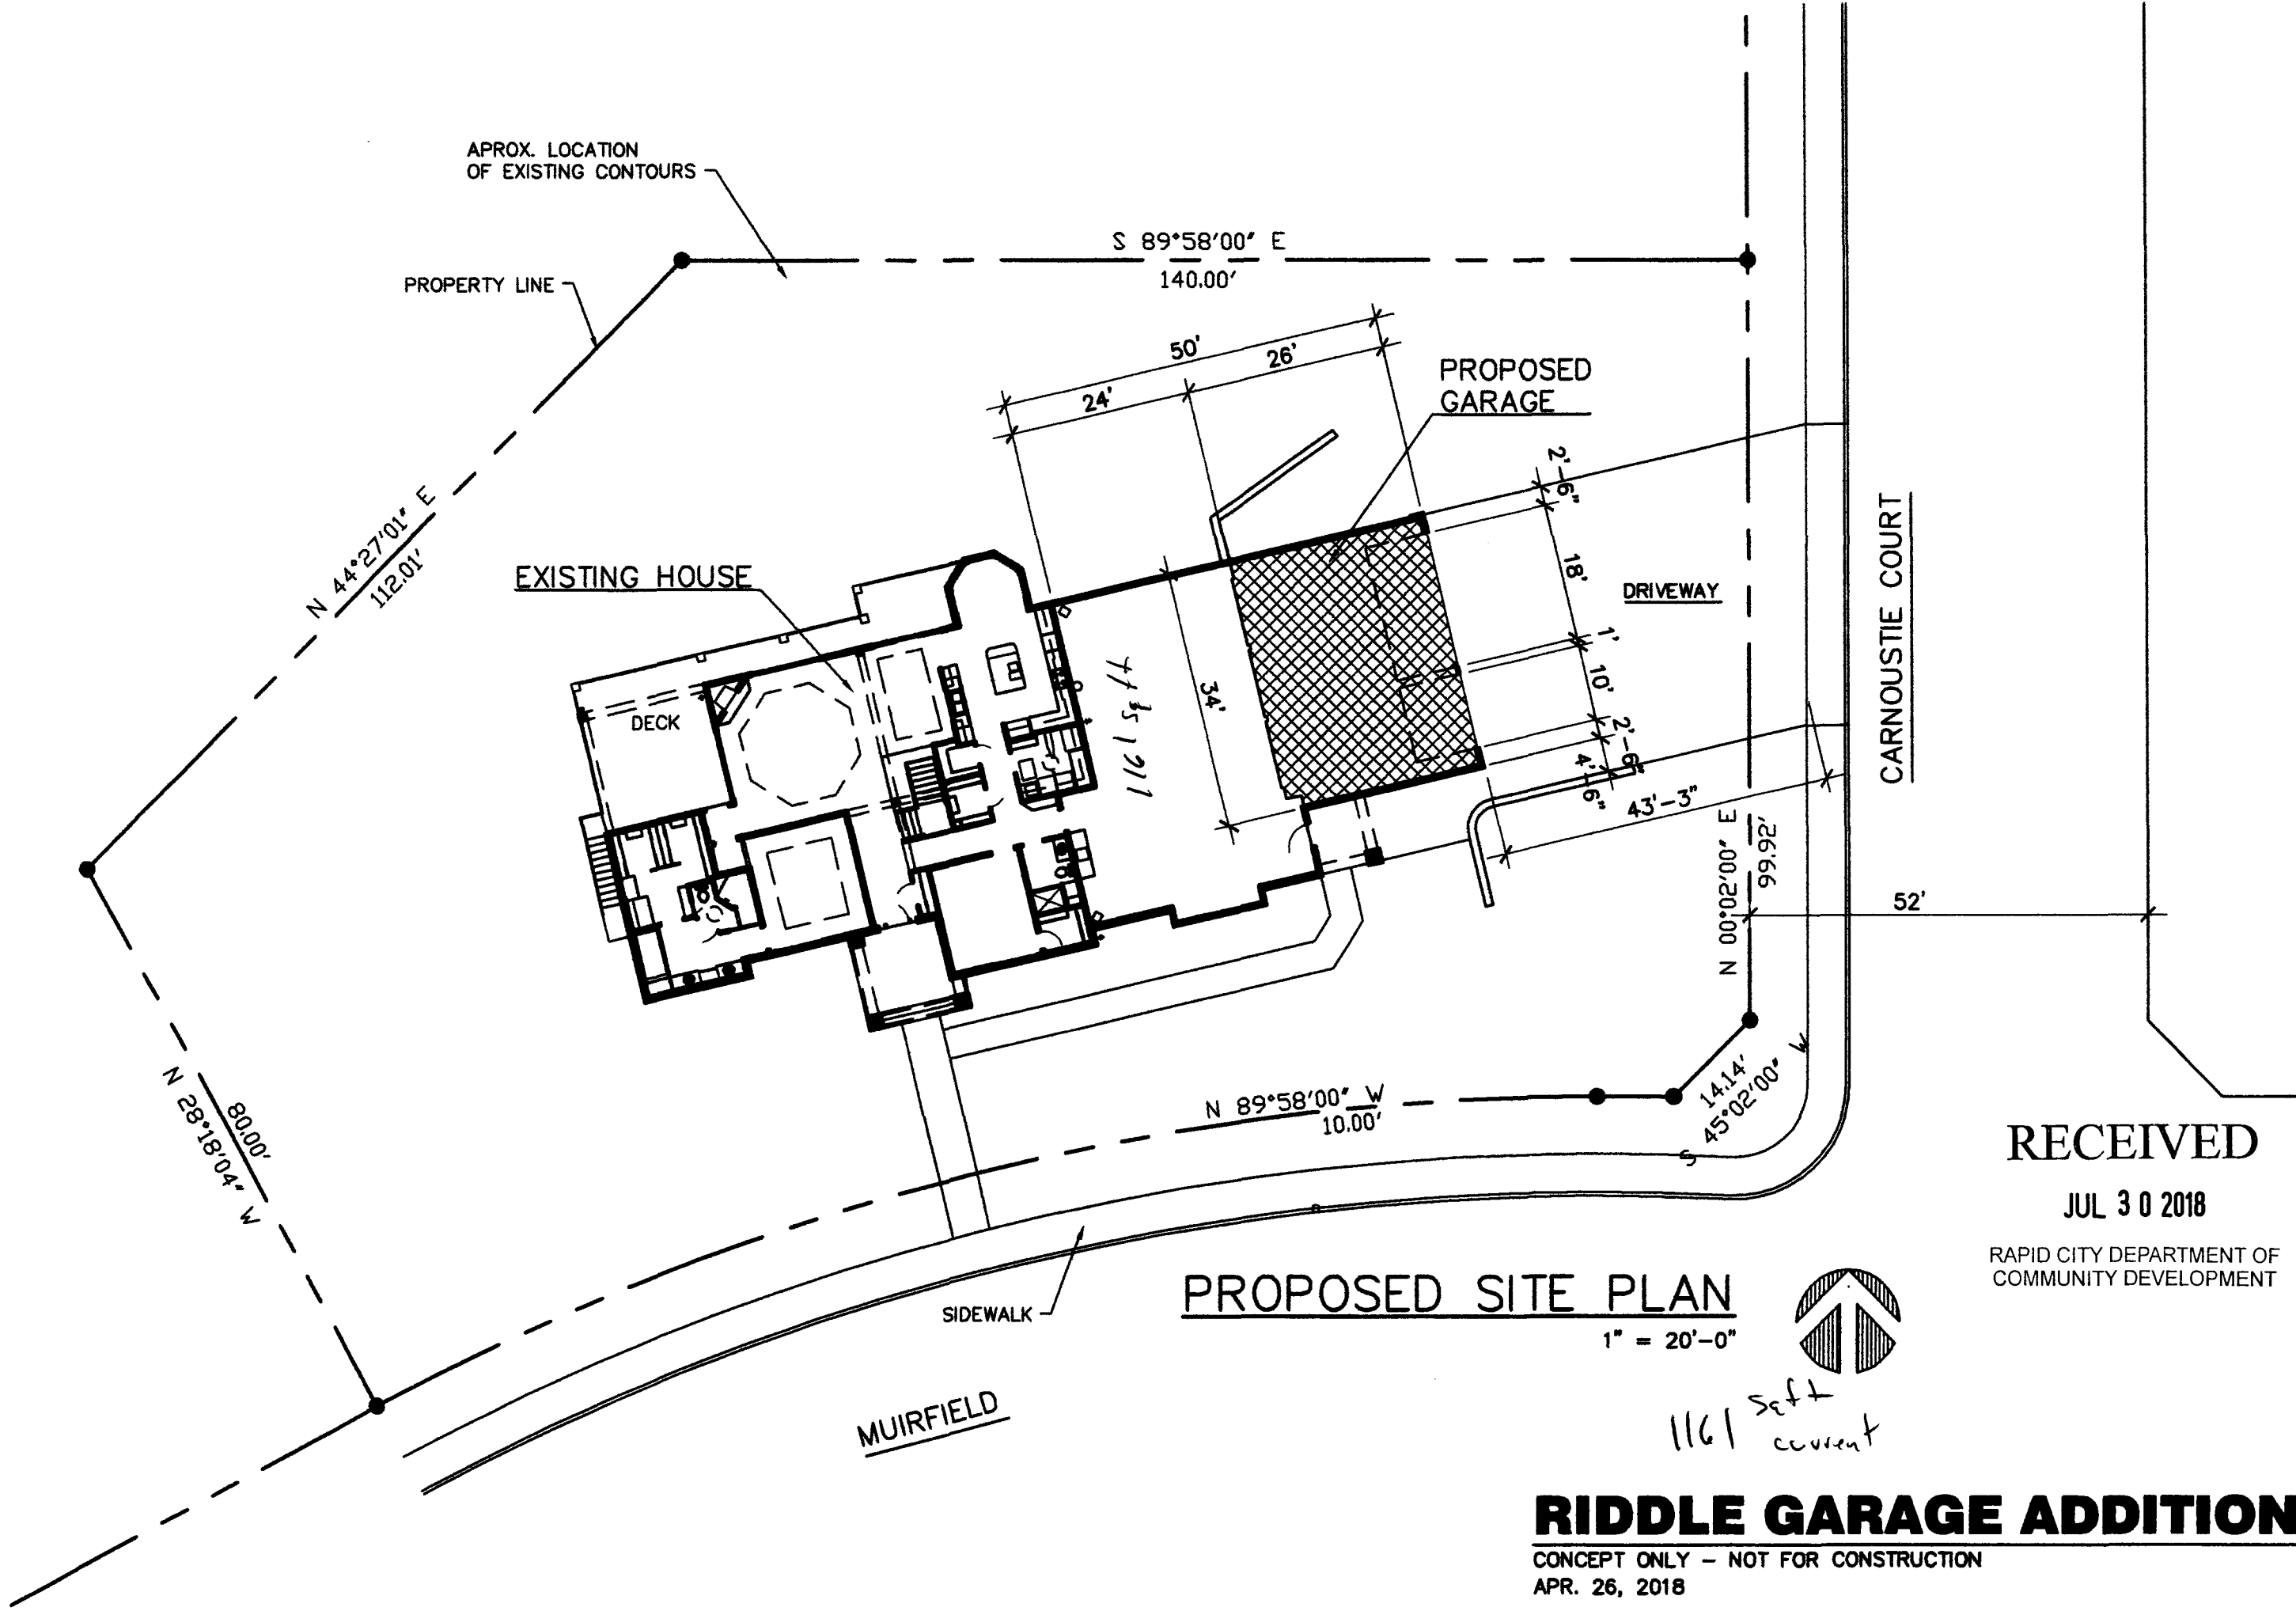 APROX. LOCATION
OF EXISTING CONTOURS
PROPERTY LINE
S 89°58'00" E
140.00'
N 44°27'01" E
112.01'
50'
24'
26'
PROPOSED
GARAGE
EXISTING HOUSE
DECK
34'
1161 sqft
2'-6"
18'
1'
10'
2'-6"
4'-6"
DRIVEWAY
43'-3"
CARNOUSTIE COURT
N 00°02'00" E
99.92'
52'
80.00'
N 28°18'04" W
N 89°58'00" W
10.00'
14.14'
S 45°02'00" W
SIDEWALK
MUIRFIELD
PROPOSED SITE PLAN
1" = 20'-0"
RECEIVED
JUL 30 2018
RAPID CITY DEPARTMENT OF
COMMUNITY DEVELOPMENT
1161 sqft
current
RIDDLE GARAGE ADDITION
CONCEPT ONLY - NOT FOR CONSTRUCTION
APR. 26, 2018